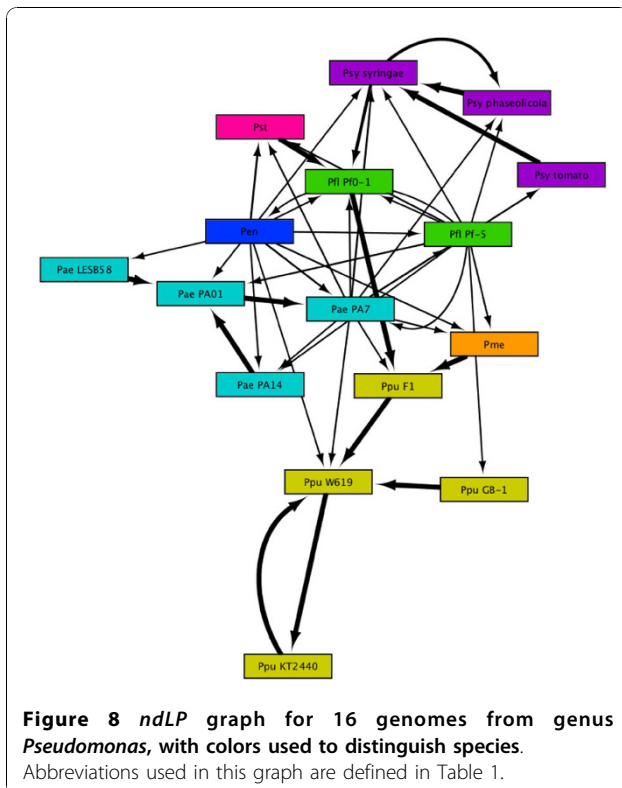 Psy syringae
Psy phaseolicola
Pst
Psy tomato
Pfl Pf0-1
Pen
Pfl Pf-5
Pae LESB58
Pae PA01
Pae PA7
Pme
Pae PA14
Ppu F1
Ppu W619
Ppu GB-1
Ppu KT2440
Figure 8 ndLP graph for 16 genomes from genus
Pseudomonas, with colors used to distinguish species.
Abbreviations used in this graph are defined in Table 1.